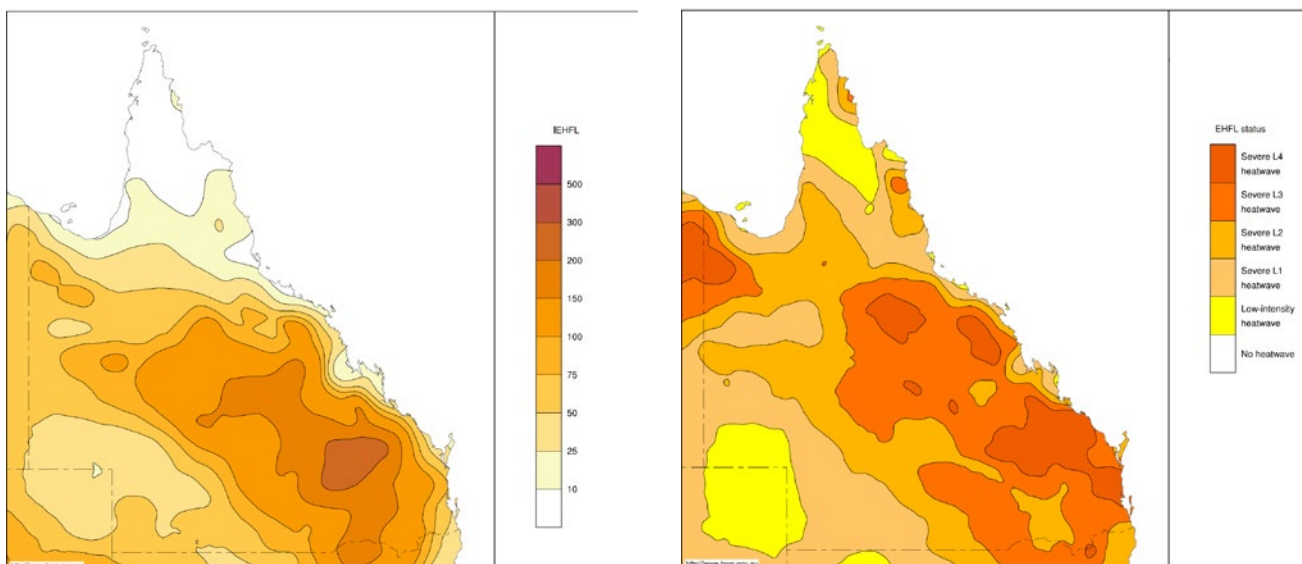 IEHFL
500
300
200
150
100
75
50
25
10
EHFL status
Severe L4
heatwave
Severe L3
heatwave
Severe L2
heatwave
Severe L1
heatwave
Low-intensity
heatwave
No heatwave